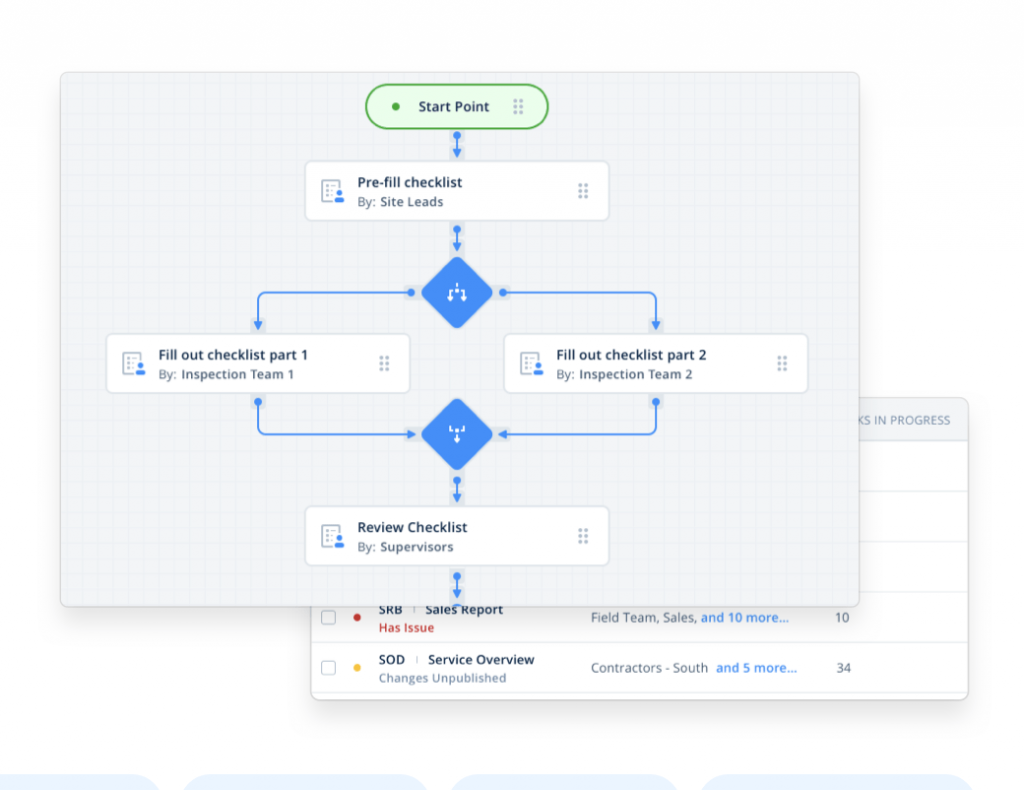 Start Point
Pre-fill checklist
By: Site Leads
Fill out checklist part 1
By: Inspection Team 1
Fill out checklist part 2
By: Inspection Team 2
IN PROGRESS
Review Checklist
By: Supervisors
SRB Sales Report
Has Issue
Field Team, Sales, and 10 more... 10
SOD Service Overview
Changes Unpublished
Contractors - South and 5 more... 34